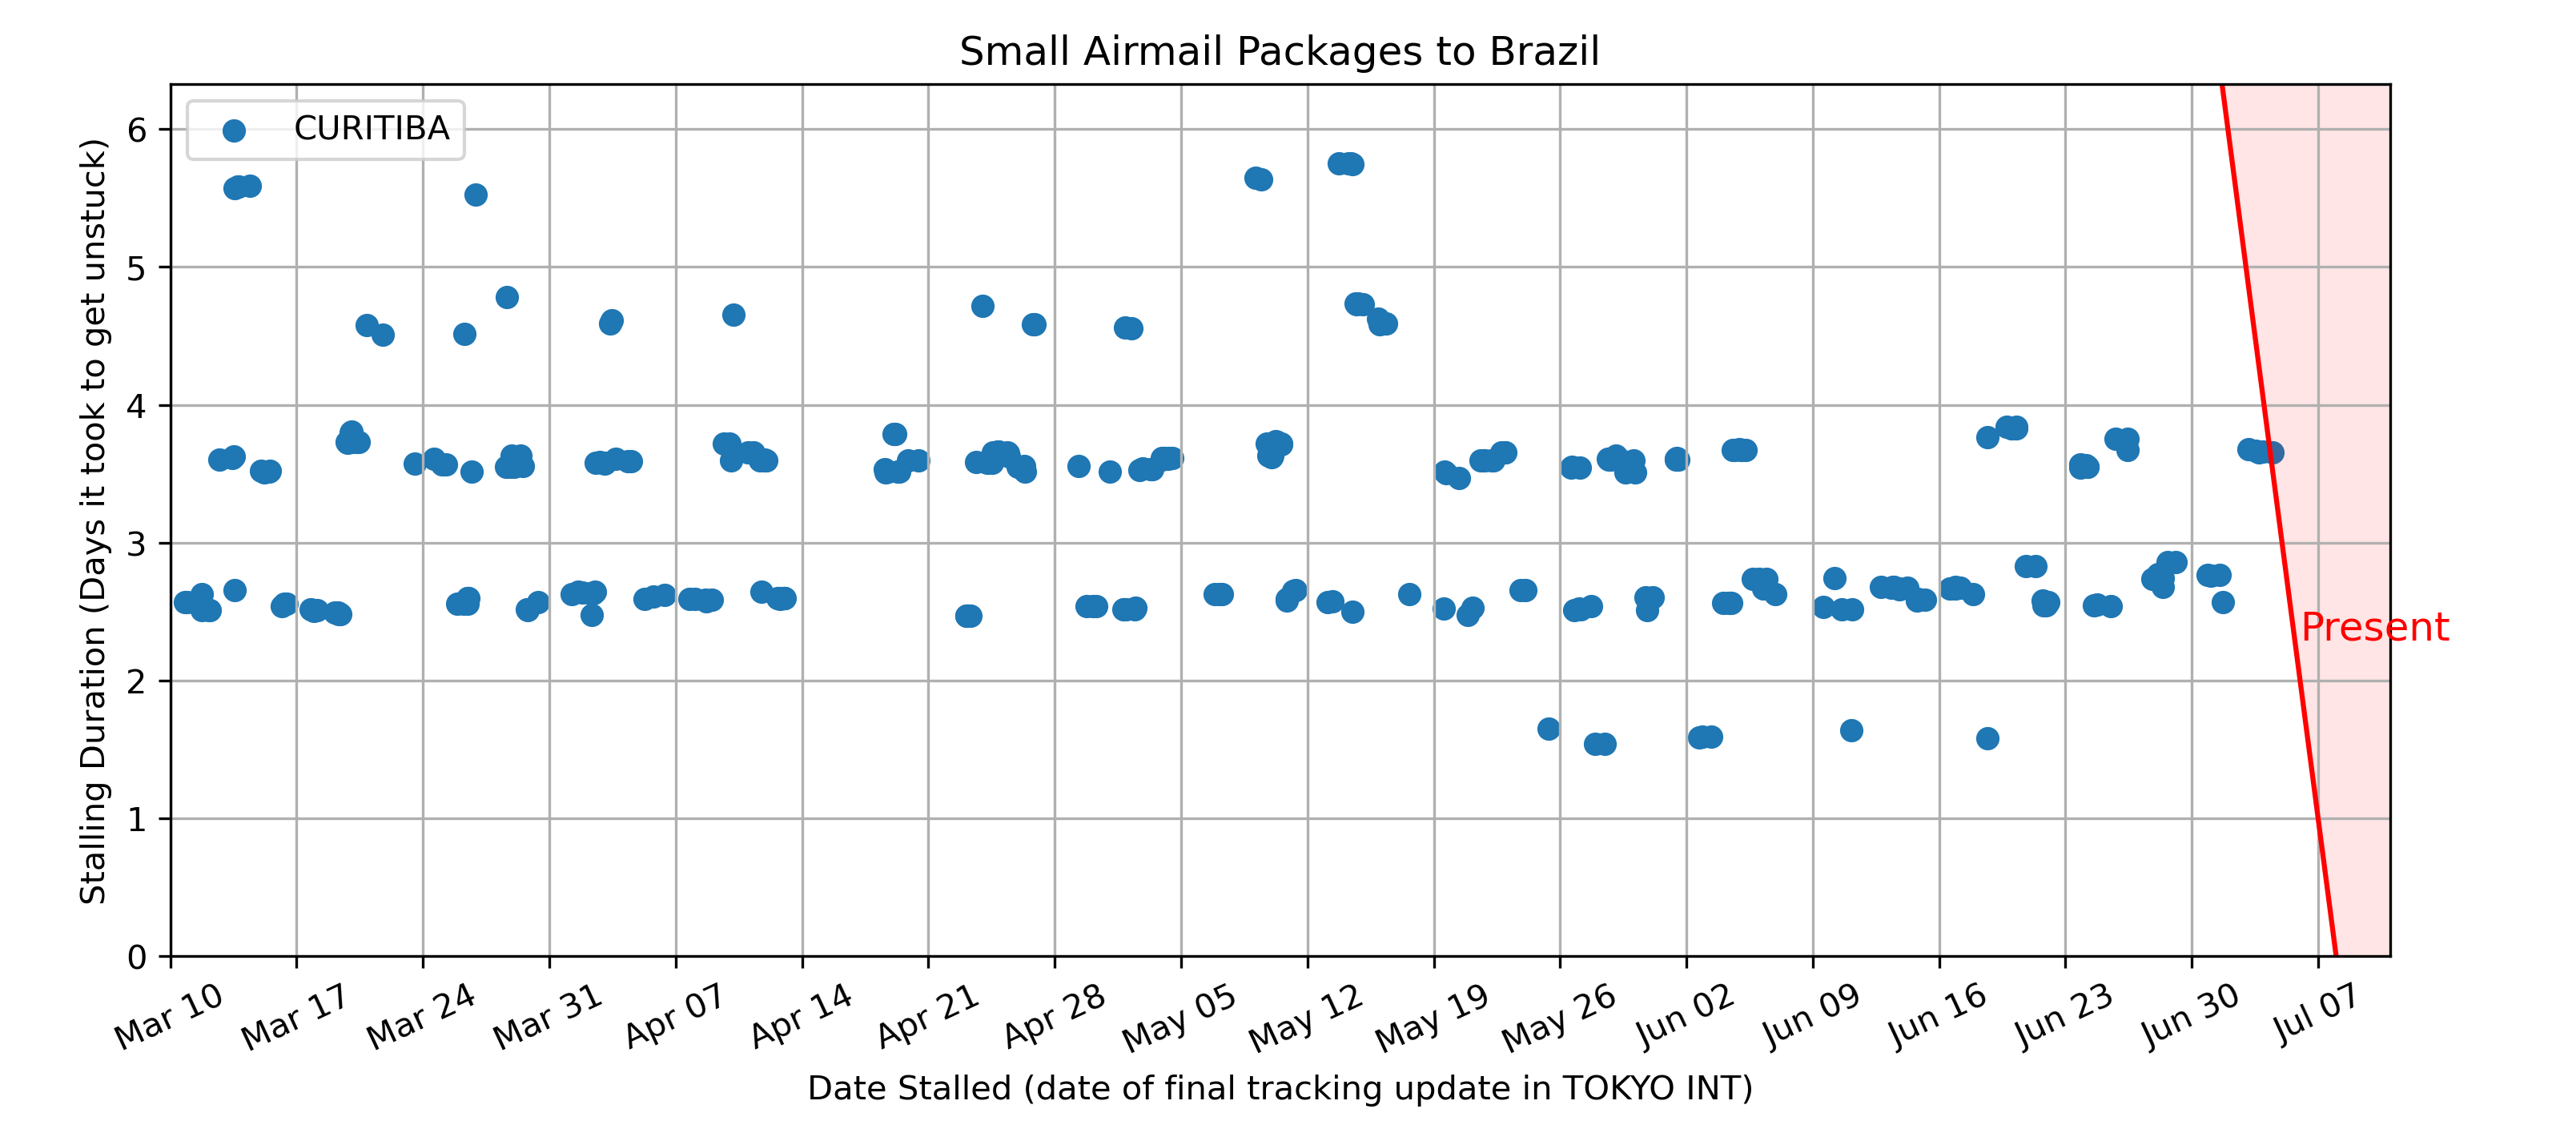 Small Airmail Packages to Brazil
CURITIBA
Stalling Duration (Days it took to get unstuck)
6
5
4
3
2
1
0
Present
Mar 10
Mar 17
Mar 24
Mar 31
Apr 07
Apr 14
Apr 21
Apr 28
May 05
May 12
May 19
May 26
Jun 02
Jun 09
Jun 16
Jun 23
Jun 30
Jul 07
Date Stalled (date of final tracking update in TOKYO INT)